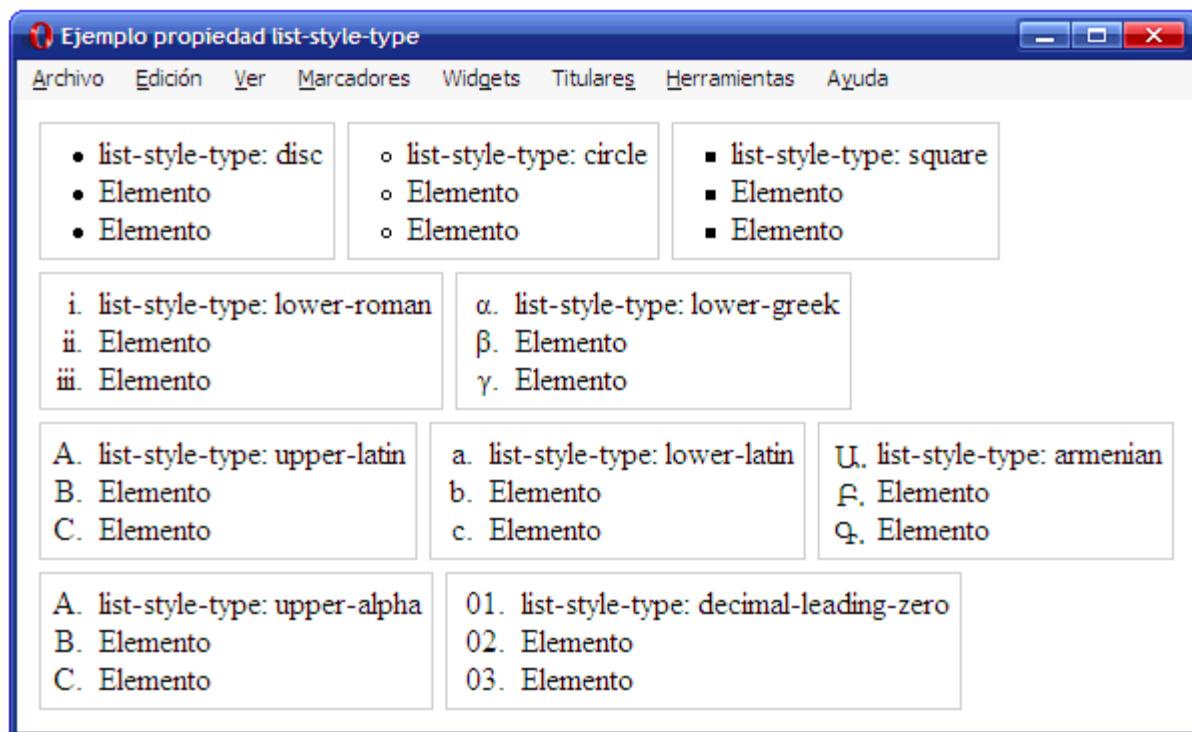 Ejemplo propiedad list-style-type
Archivo Edición Ver Marcadores Widgets Titulares Herramientas Ayuda
• list-style-type: disc
• Elemento
• Elemento
◦ list-style-type: circle
◦ Elemento
◦ Elemento
▪ list-style-type: square
▪ Elemento
▪ Elemento
i. list-style-type: lower-roman
ii. Elemento
iii. Elemento
α. list-style-type: lower-greek
β. Elemento
γ. Elemento
A. list-style-type: upper-latin
B. Elemento
C. Elemento
a. list-style-type: lower-latin
b. Elemento
c. Elemento
Ա. list-style-type: armenian
Բ. Elemento
Գ. Elemento
A. list-style-type: upper-alpha
B. Elemento
C. Elemento
01. list-style-type: decimal-leading-zero
02. Elemento
03. Elemento